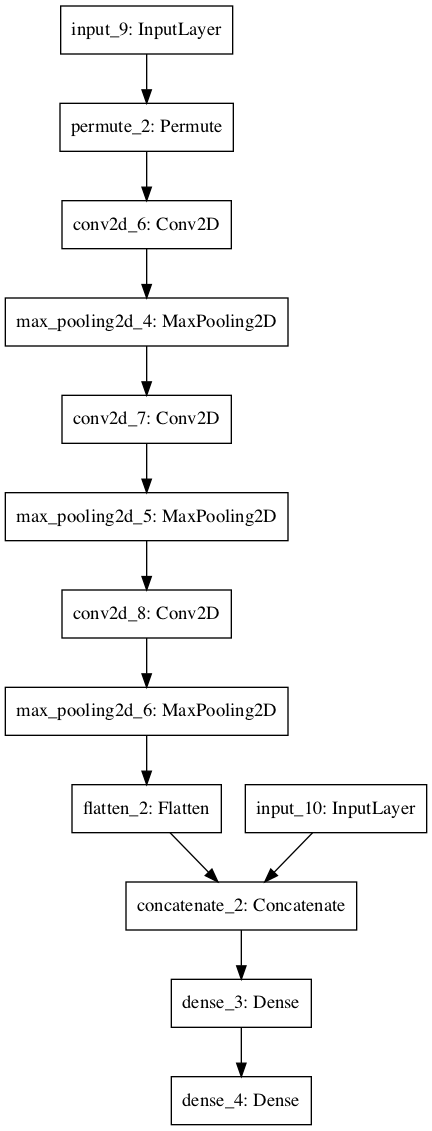 input_9: InputLayer
permute_2: Permute
conv2d_6: Conv2D
max_pooling2d_4: MaxPooling2D
conv2d_7: Conv2D
max_pooling2d_5: MaxPooling2D
conv2d_8: Conv2D
max_pooling2d_6: MaxPooling2D
flatten_2: Flatten
input_10: InputLayer
concatenate_2: Concatenate
dense_3: Dense
dense_4: Dense